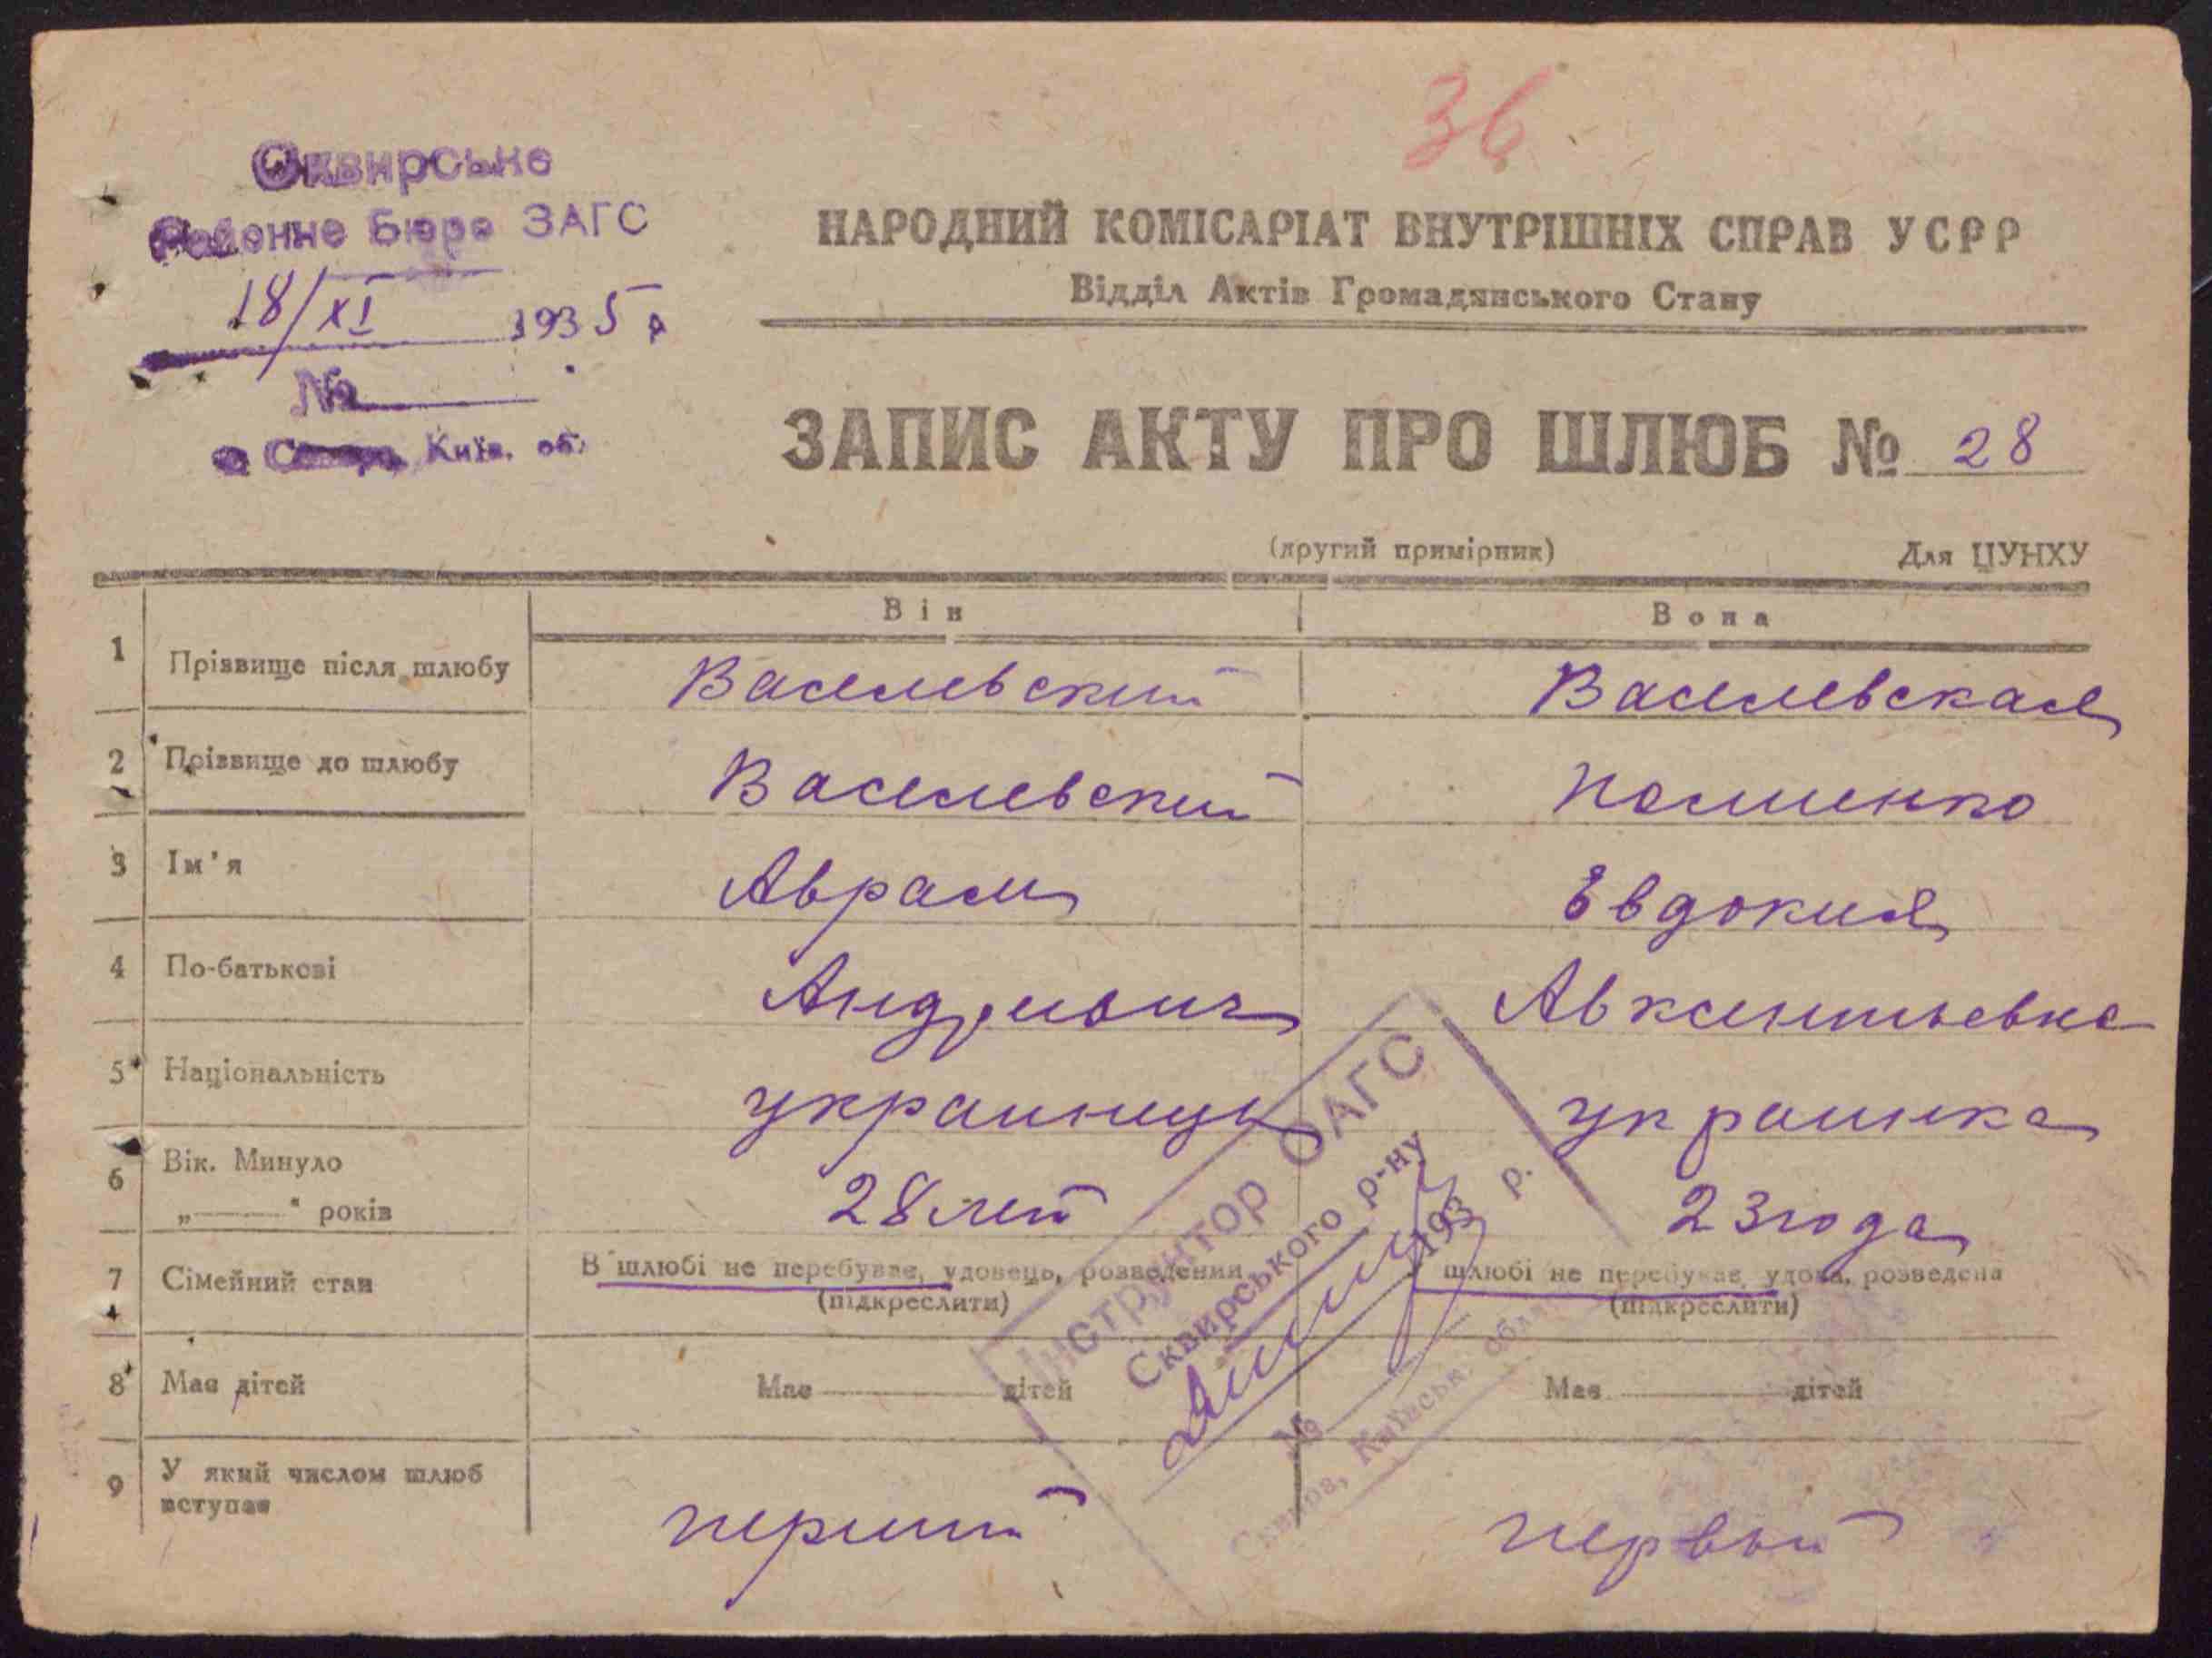 36
Сквирське
Районне Бюро ЗАГС
18/XI 1935 р
№
Київ. об.
НАРОДНИЙ КОМІСАРІАТ ВНУТРІШНІХ СПРАВ УСРР
Відділ Актів Громадянського Стану
ЗАПИС АКТУ ПРО ШЛЮБ № 28
(другий примірник) Для ЦУНХУ
Він Вона
1 Прізвище після шлюбу Василевский Василевская
2 Прізвище до шлюбу Василевский
3 Ім'я Аврам Евдокия
4 По-батькові Андреевич Авксентьевна
5 Національність украинець украинка
6 Вік. Минуло
„ “ років 28 лет 23 года
7 Сімейний стан В шлюбі не перебуває, удовець, розведений шлюбі не перебуває, удова, розведена
(підкреслити) (підкреслити)
8 Має дітей Має дітей Має дітей
9 У який числом шлюб
вступає перший первый
Інструктор ЗАГС
Сквирського р-ну
193 р.
№
Сквира, Київськ. обл.